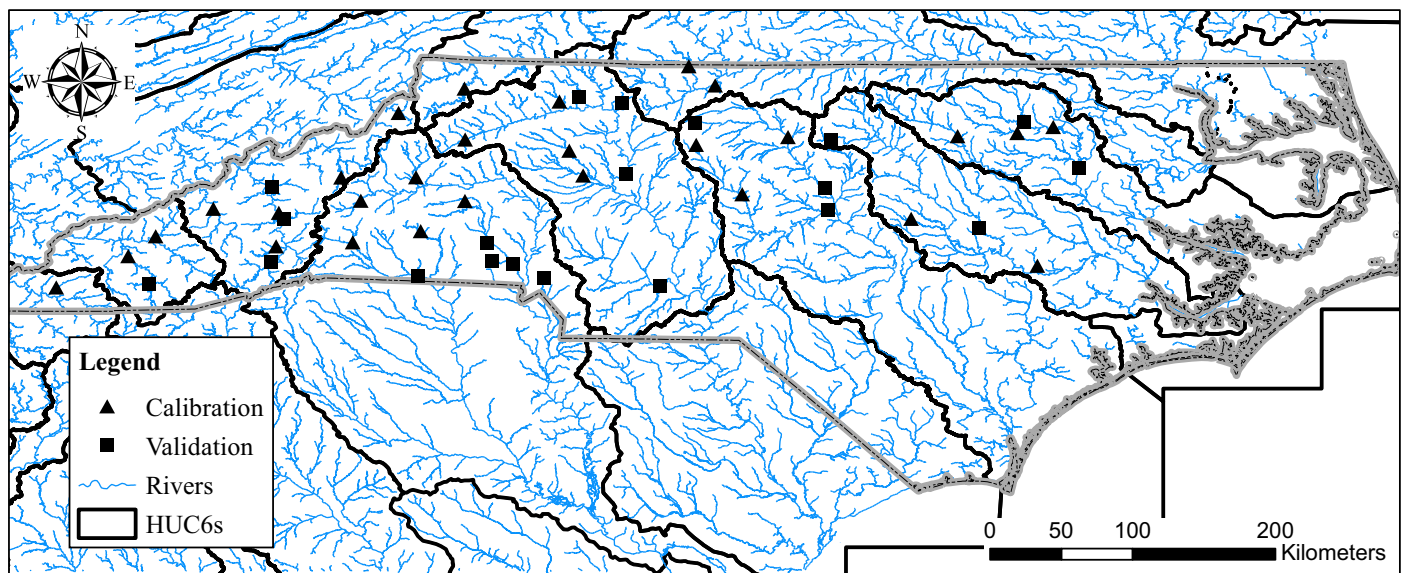 N
W E
S
Legend
Calibration
Validation
Rivers
HUC6s
0 50 100 200
Kilometers